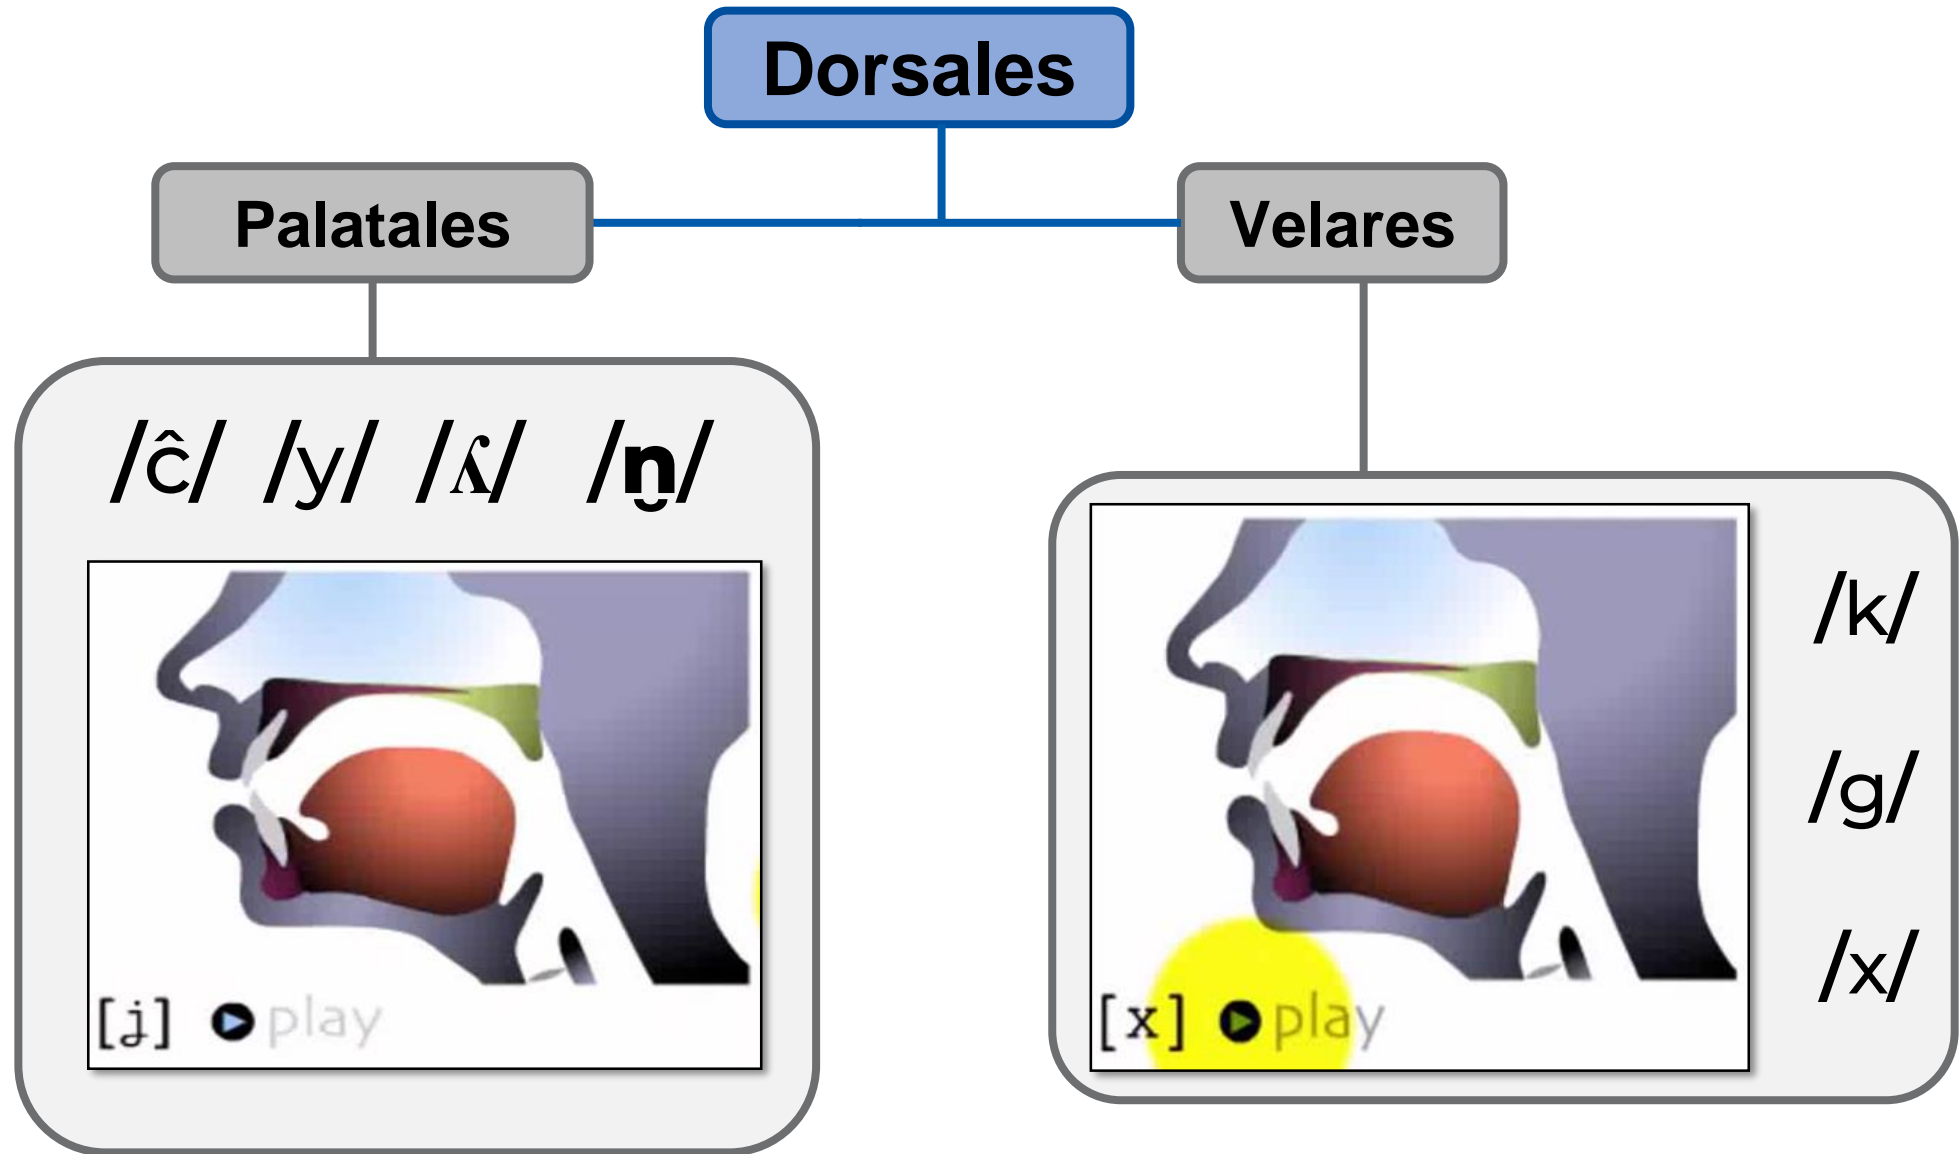 Dorsales
Palatales
Velares
/ĉ/ /y/ /ʎ/ /n̮/
[ʝ] play
/k/
/g/
/x/
[x] play